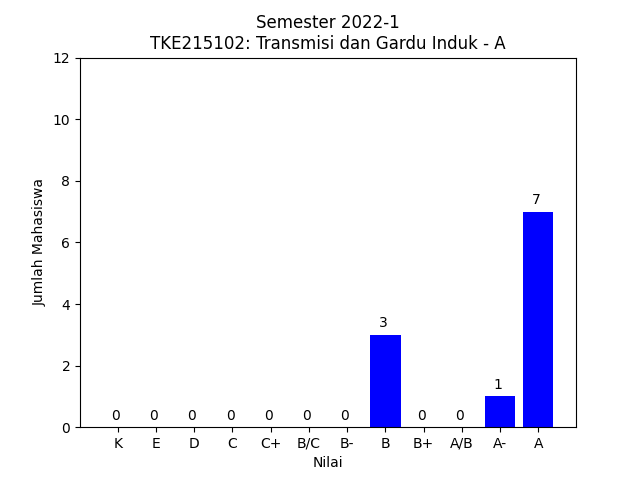 Semester 2022-1
TKE215102: Transmisi dan Gardu Induk - A
12
10
8
6
4
2
0
Jumlah Mahasiswa
0 0 0 0 0 0 0 3 0 0 1 7
K E D C C+ B/C B- B B+ A/B A- A
Nilai